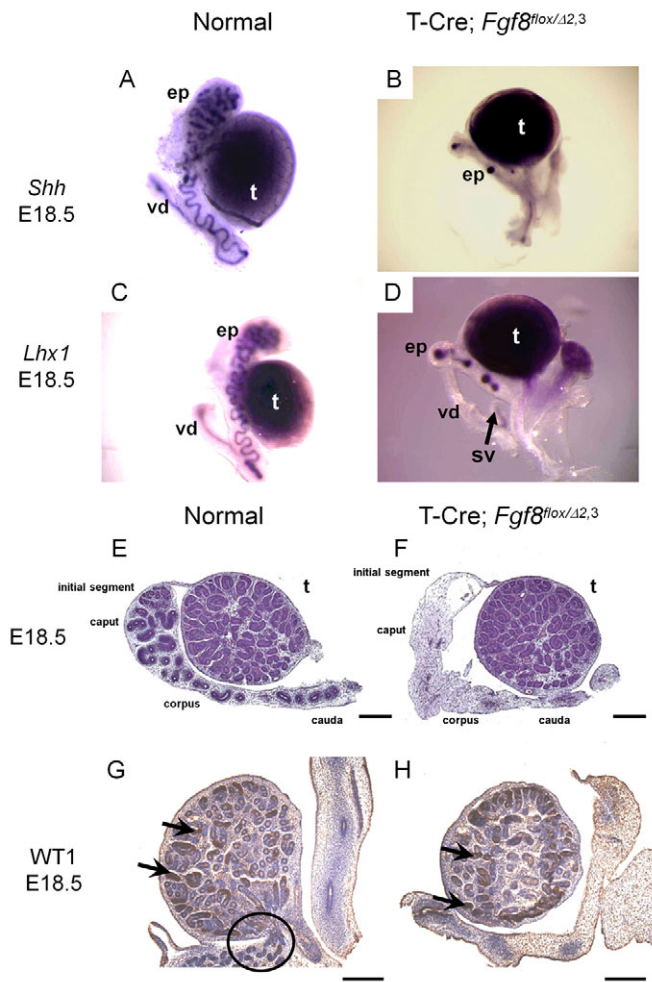 Normal T-Cre; Fgf8flox/Δ2,3
A B
ep t
t
Shh ep
E18.5 vd
C D
ep
Lhx1 ep t
E18.5 t
vd vd
sv
Normal T-Cre; Fgf8flox/Δ2,3
E F
initial segment t initial segment t
caput caput
E18.5
corpus corpus cauda
cauda
G H
WT1
E18.5